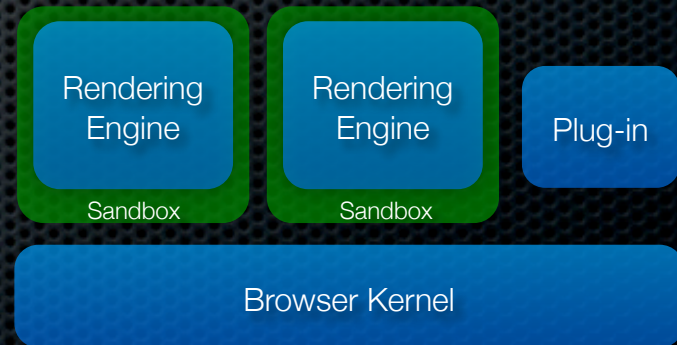 Rendering
Engine
Sandbox
Rendering
Engine
Sandbox
Plug-in
Browser Kernel